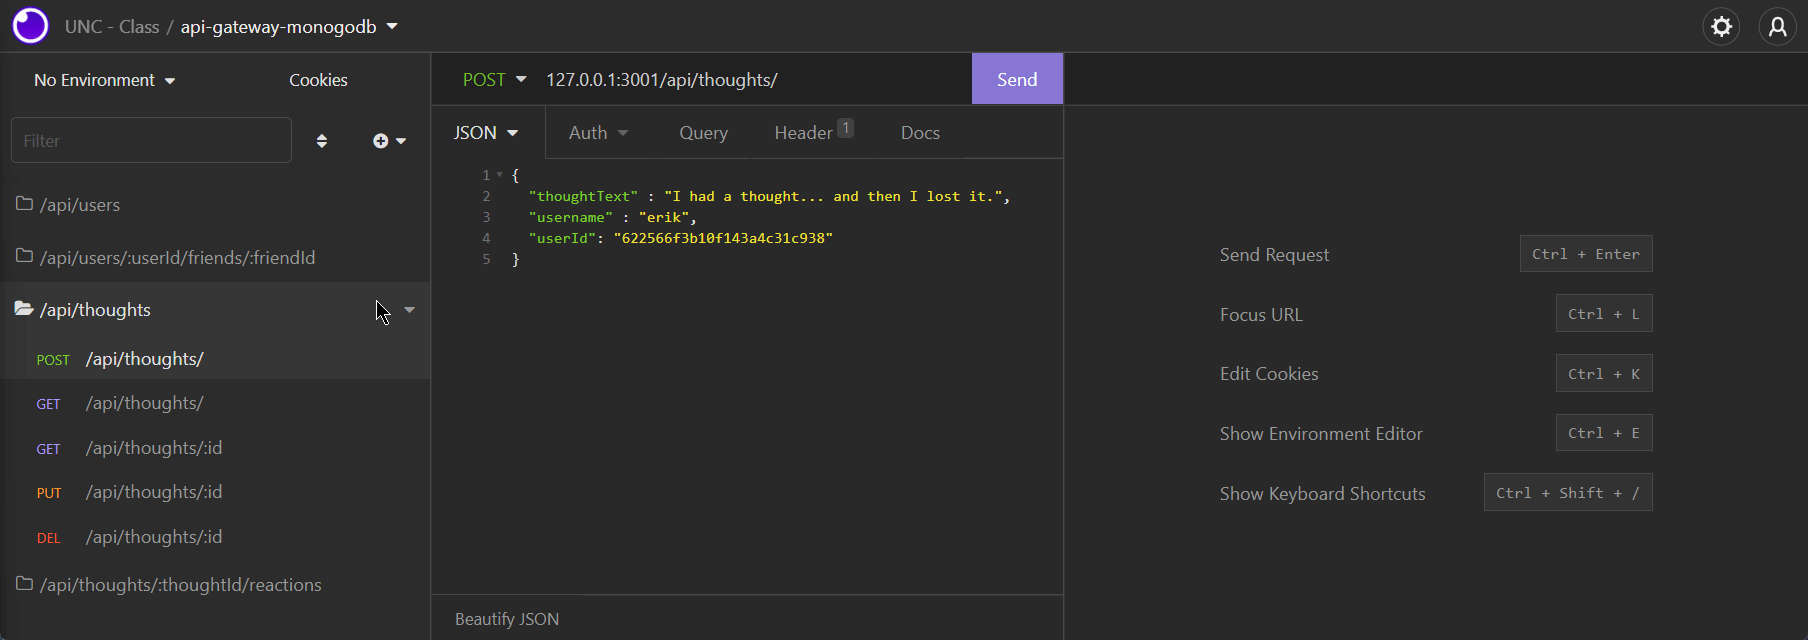 UNC - Class / api-gateway-monogodb
No Environment
Cookies
Filter
/api/users
/api/users/:userId/friends/:friendId
/api/thoughts
POST /api/thoughts/
GET /api/thoughts/
GET /api/thoughts/:id
PUT /api/thoughts/:id
DEL /api/thoughts/:id
/api/thoughts/:thoughtId/reactions
POST 127.0.0.1:3001/api/thoughts/ Send
JSON Auth Query Header 1 Docs
1 {
2 "thoughtText" : "I had a thought... and then I lost it.",
3 "username" : "erik",
4 "userId": "622566f3b10f143a4c31c938"
5 }
Beautify JSON
Send Request Ctrl + Enter
Focus URL Ctrl + L
Edit Cookies Ctrl + K
Show Environment Editor Ctrl + E
Show Keyboard Shortcuts Ctrl + Shift + /